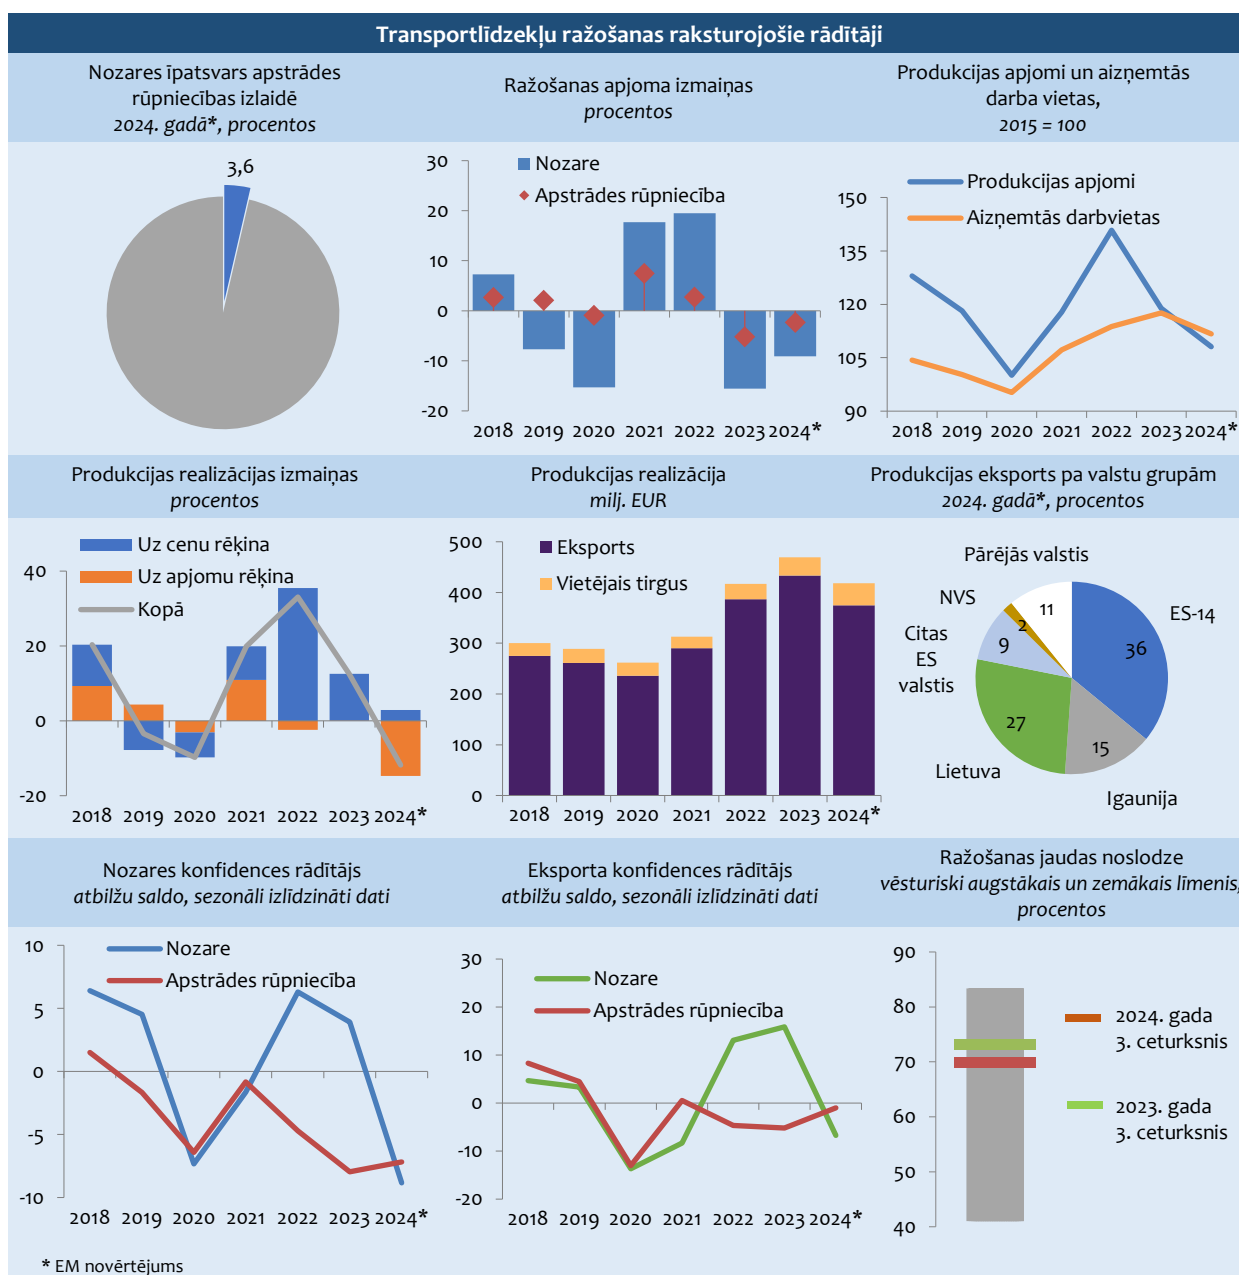 Transportlīdzekļu ražošanas raksturojošie rādītāji
Nozares īpatsvars apstrādes
rūpniecības izlaidē
2024. gadā*, procentos
3,6
Ražošanas apjoma izmaiņas
procentos
Nozare
Apstrādes rūpniecība
30
20
10
0
-10
-20
2018 2019 2020 2021 2022 2023 2024*
Produkcijas apjomi un aizņemtās
darba vietas,
2015 = 100
Produkcijas apjomi
Aizņemtās darbvietas
150
135
120
105
90
2018 2019 2020 2021 2022 2023 2024*
Produkcijas realizācijas izmaiņas
procentos
Uz cenu rēķina
Uz apjomu rēķina
Kopā
40
20
0
-20
2018 2019 2020 2021 2022 2023 2024*
Produkcijas realizācija
milj. EUR
Eksports
Vietējais tirgus
500
400
300
200
100
0
2018 2019 2020 2021 2022 2023 2024*
Produkcijas eksports pa valstu grupām
2024. gadā*, procentos
Pārējās valstis
NVS
Citas
ES
valstis
Lietuva
Igaunija
ES-14
11
2
9
27
15
36
Nozares konfidences rādītājs
atbilžu saldo, sezonāli izlīdzināti dati
Nozare
Apstrādes rūpniecība
10
5
0
-5
-10
2018 2019 2020 2021 2022 2023 2024*
Eksporta konfidences rādītājs
atbilžu saldo, sezonāli izlīdzināti dati
Nozare
Apstrādes rūpniecība
30
20
10
0
-10
-20
2018 2019 2020 2021 2022 2023 2024*
Ražošanas jaudas noslodze
vēsturiski augstākais un zemākais līmenis,
procentos
90
80
70
60
50
40
2024. gada
3. ceturksnis
2023. gada
3. ceturksnis
* EM novērtējums